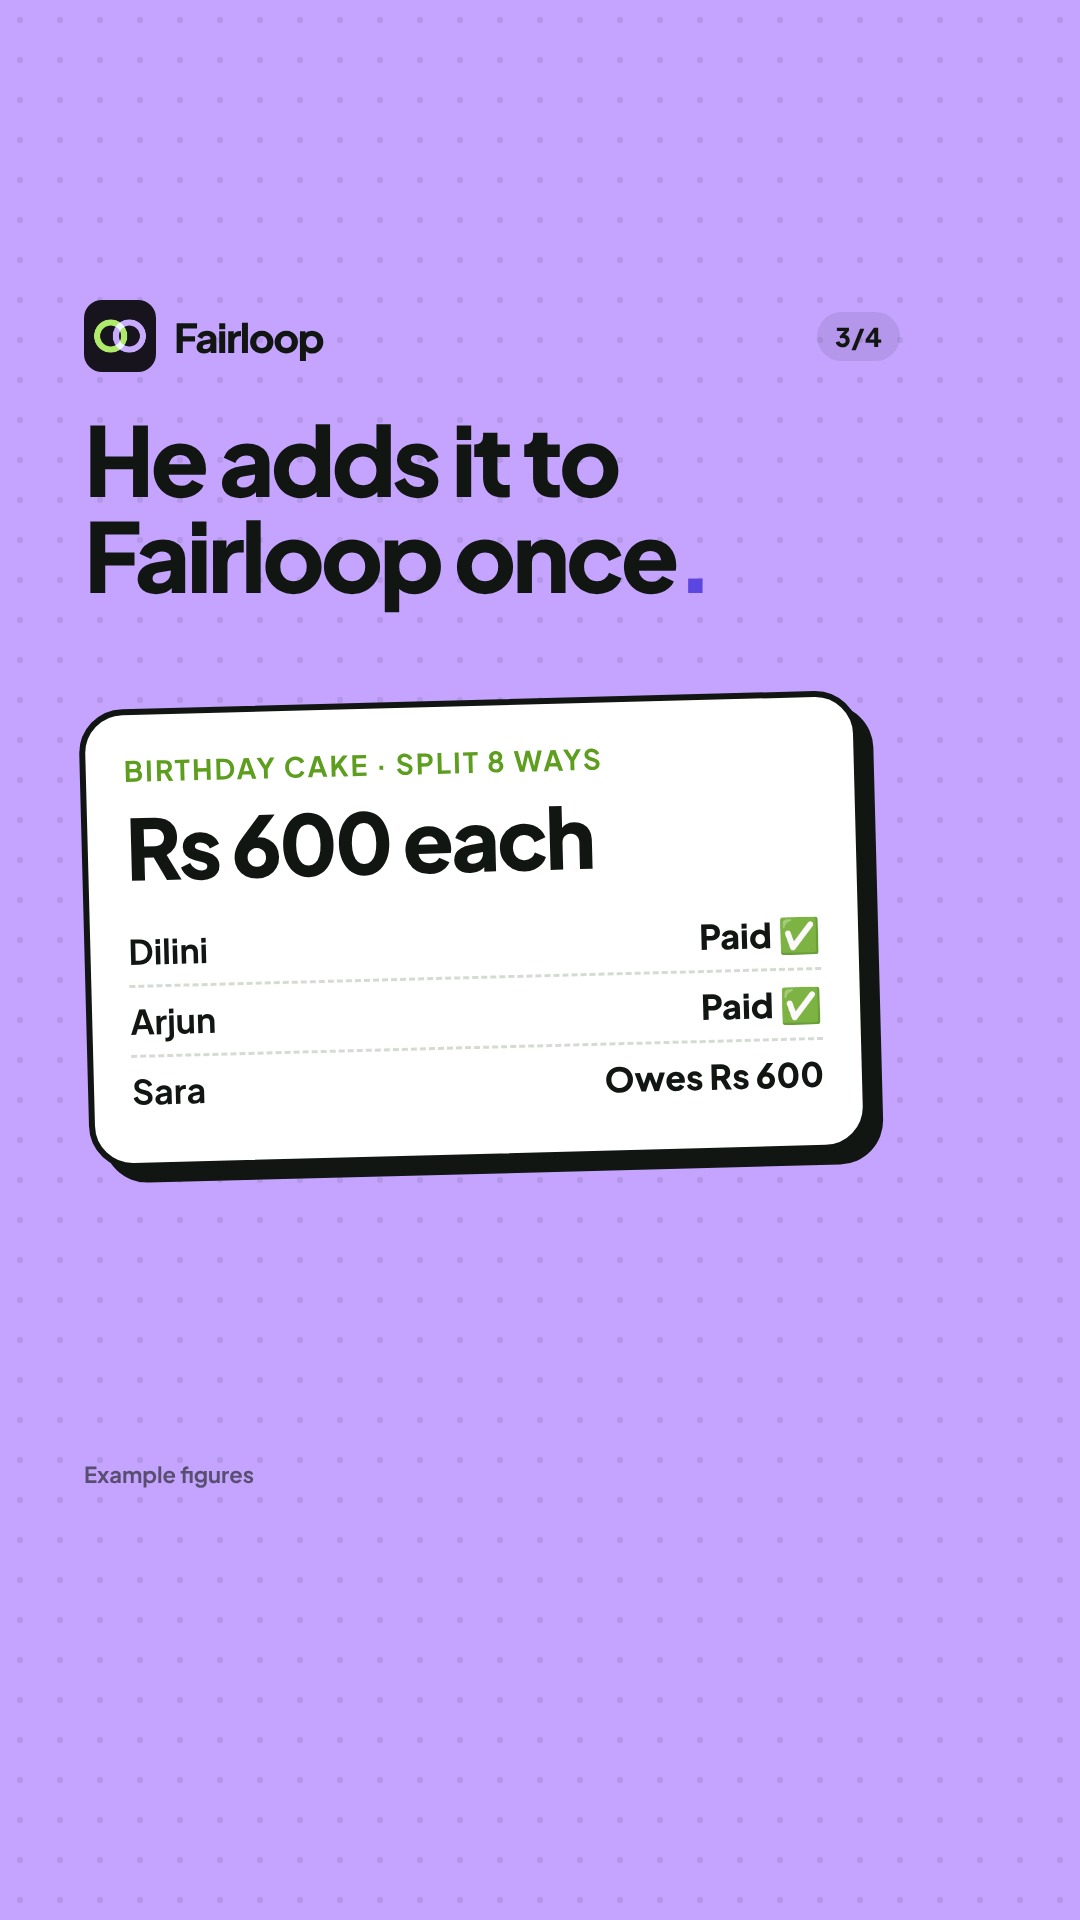 Fairloop
3/4
He adds it to
Fairloop once.
BIRTHDAY CAKE · SPLIT 8 WAYS
Rs 600 each
Dilini Paid ✅
Arjun Paid ✅
Sara Owes Rs 600
Example figures